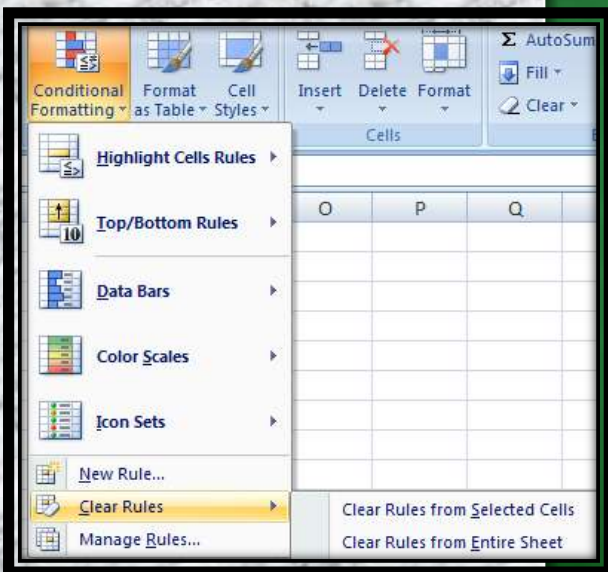 Σ AutoSum
Fill
Clear
Conditional Formatting
Format as Table
Cell Styles
Insert
Delete
Format
Cells
Highlight Cells Rules
Top/Bottom Rules
10
Data Bars
Color Scales
Icon Sets
New Rule...
Clear Rules
Manage Rules...
O P Q
Clear Rules from Selected Cells
Clear Rules from Entire Sheet